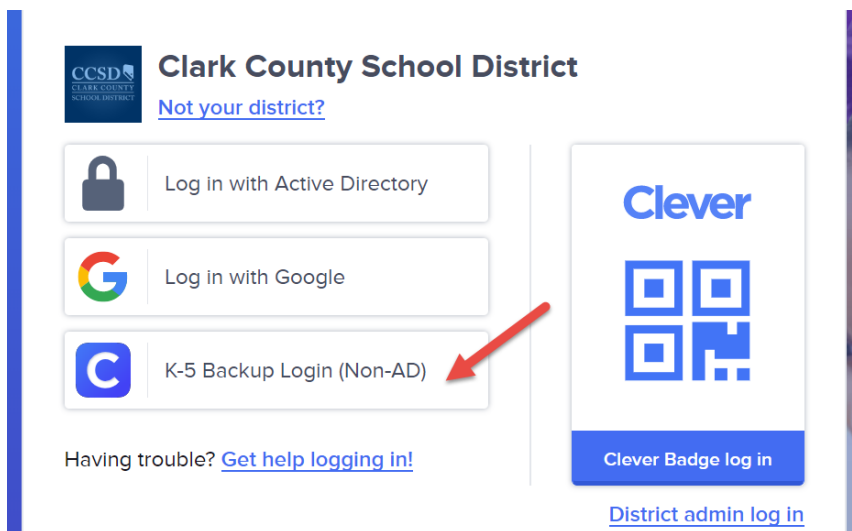 CCSD
CLARK COUNTY
SCHOOL DISTRICT
Clark County School District
Not your district?
Log in with Active Directory
Log in with Google
K-5 Backup Login (Non-AD)
Having trouble? Get help logging in!
Clever
Clever Badge log in
District admin log in